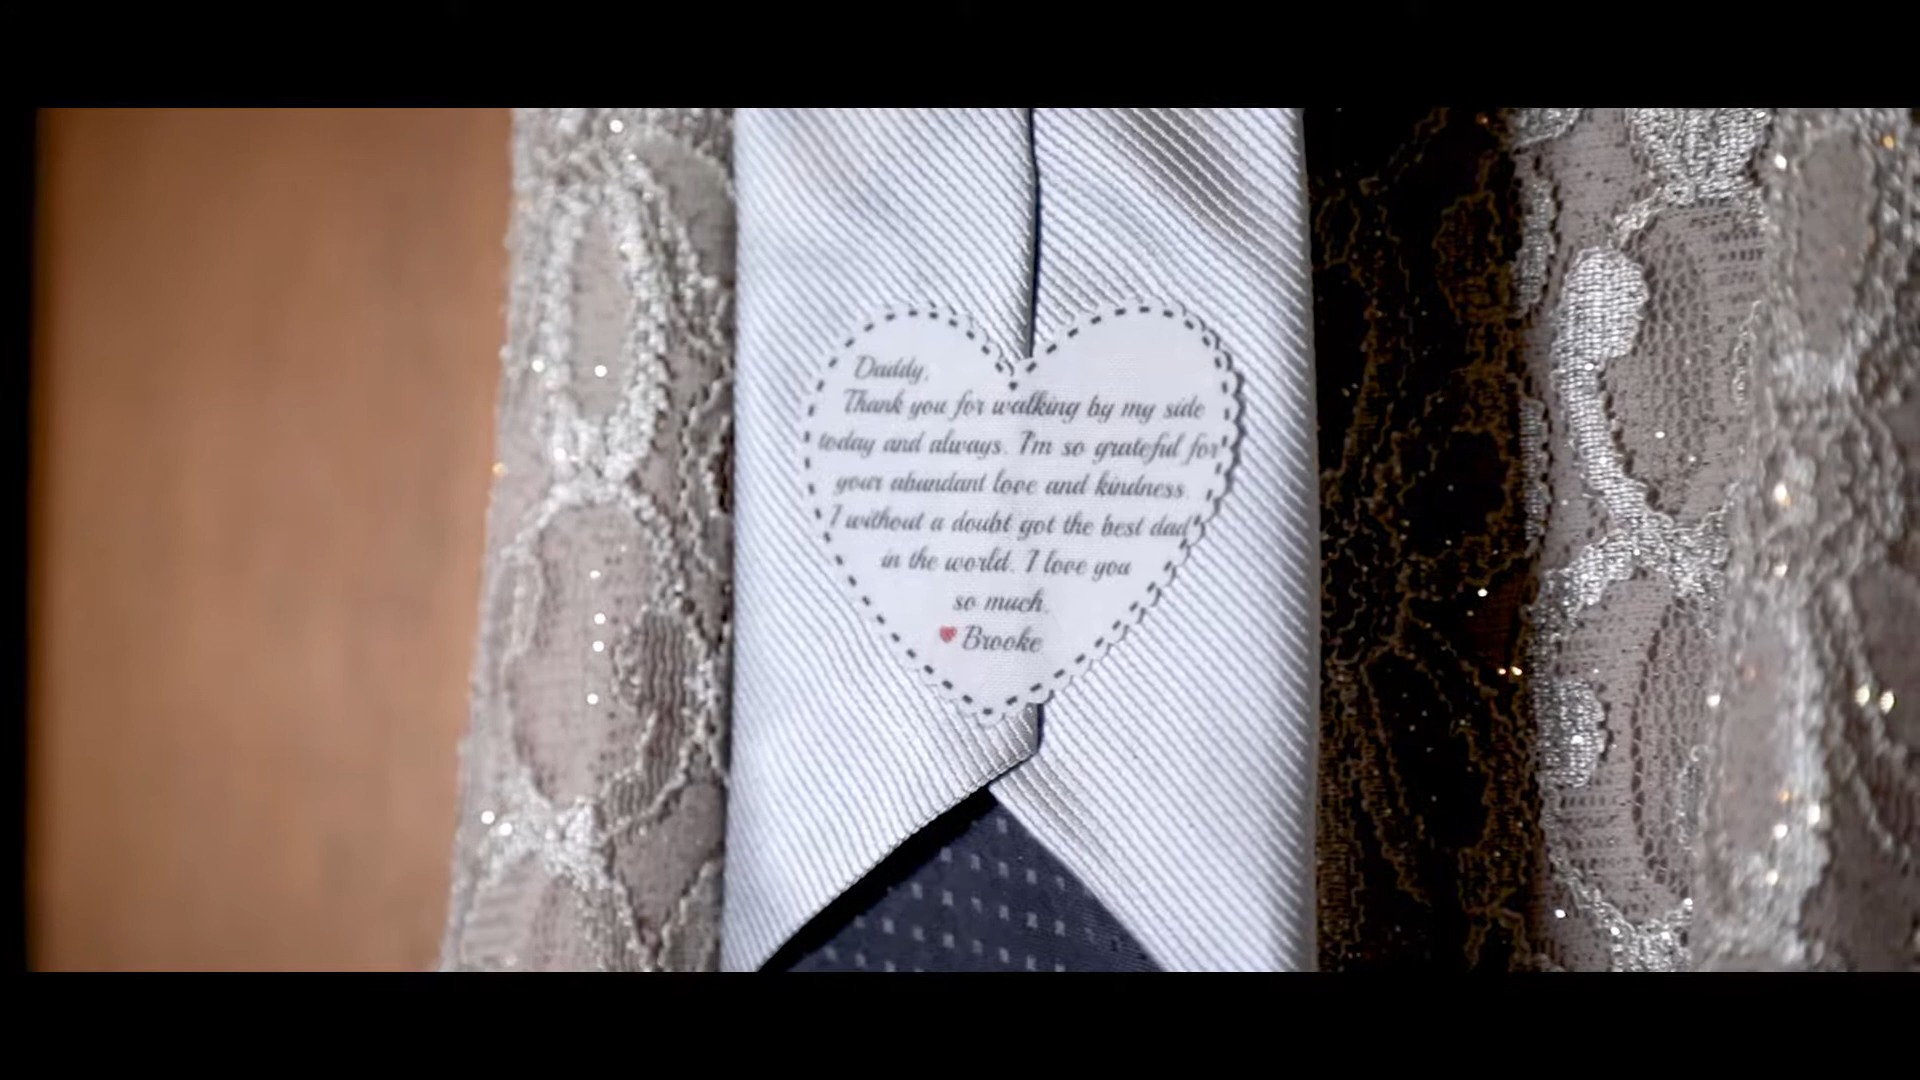 Daddy,
Thank you for walking by my side
today and always. I'm so grateful for
your abundant love and kindness
I without a doubt got the best dad
in the world. I love you
so much.
Brooke